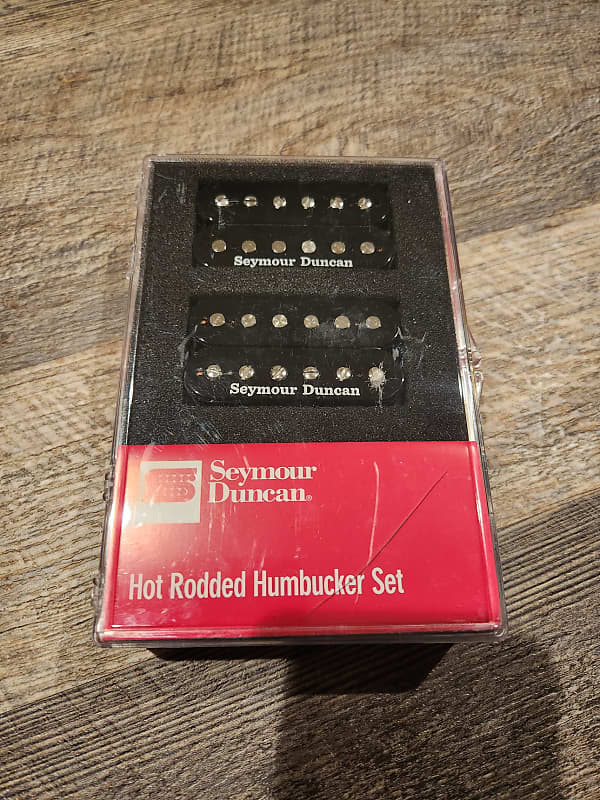 Seymour Duncan
Seymour Duncan
Seymour
Duncan®
Hot Rodded Humbucker Set